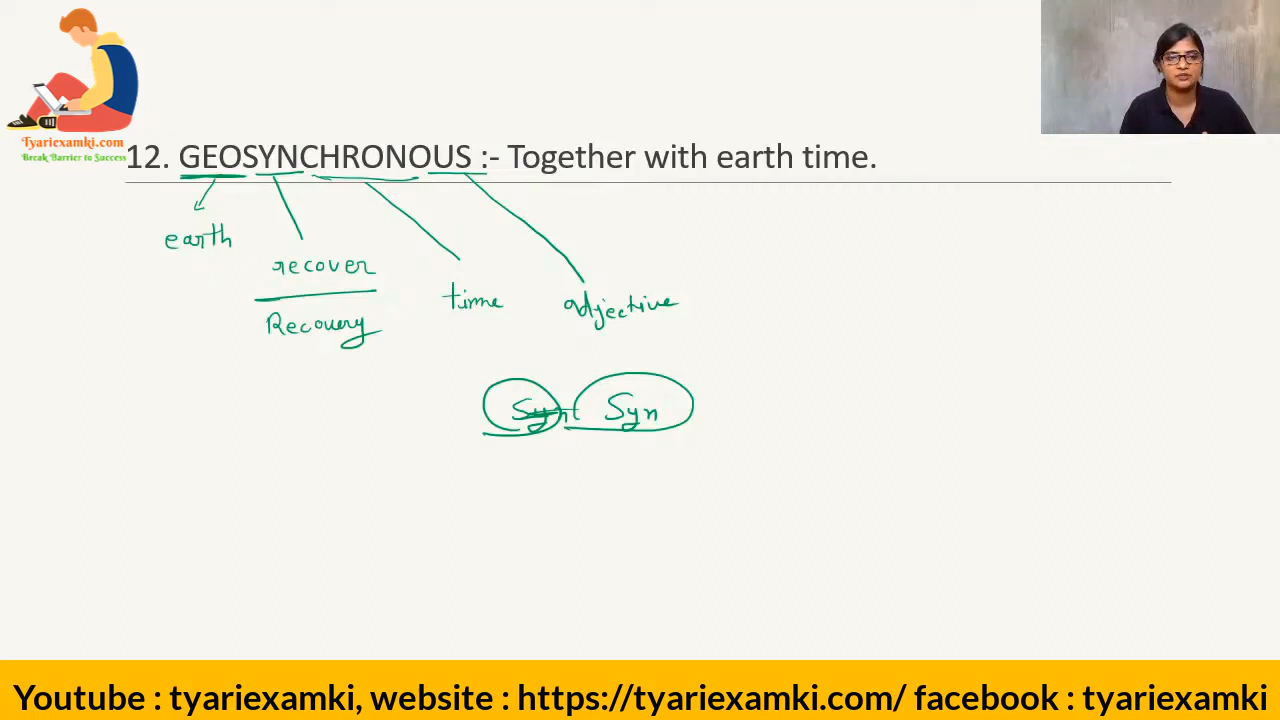 Tyariexamki.com
Break Barrier to Success
12. GEOSYNCHRONOUS :- Together with earth time.
earth
recover
Recovery
time
adjective
Syn
Youtube : tyariexamki, website : https://tyariexamki.com/ facebook : tyariexamki